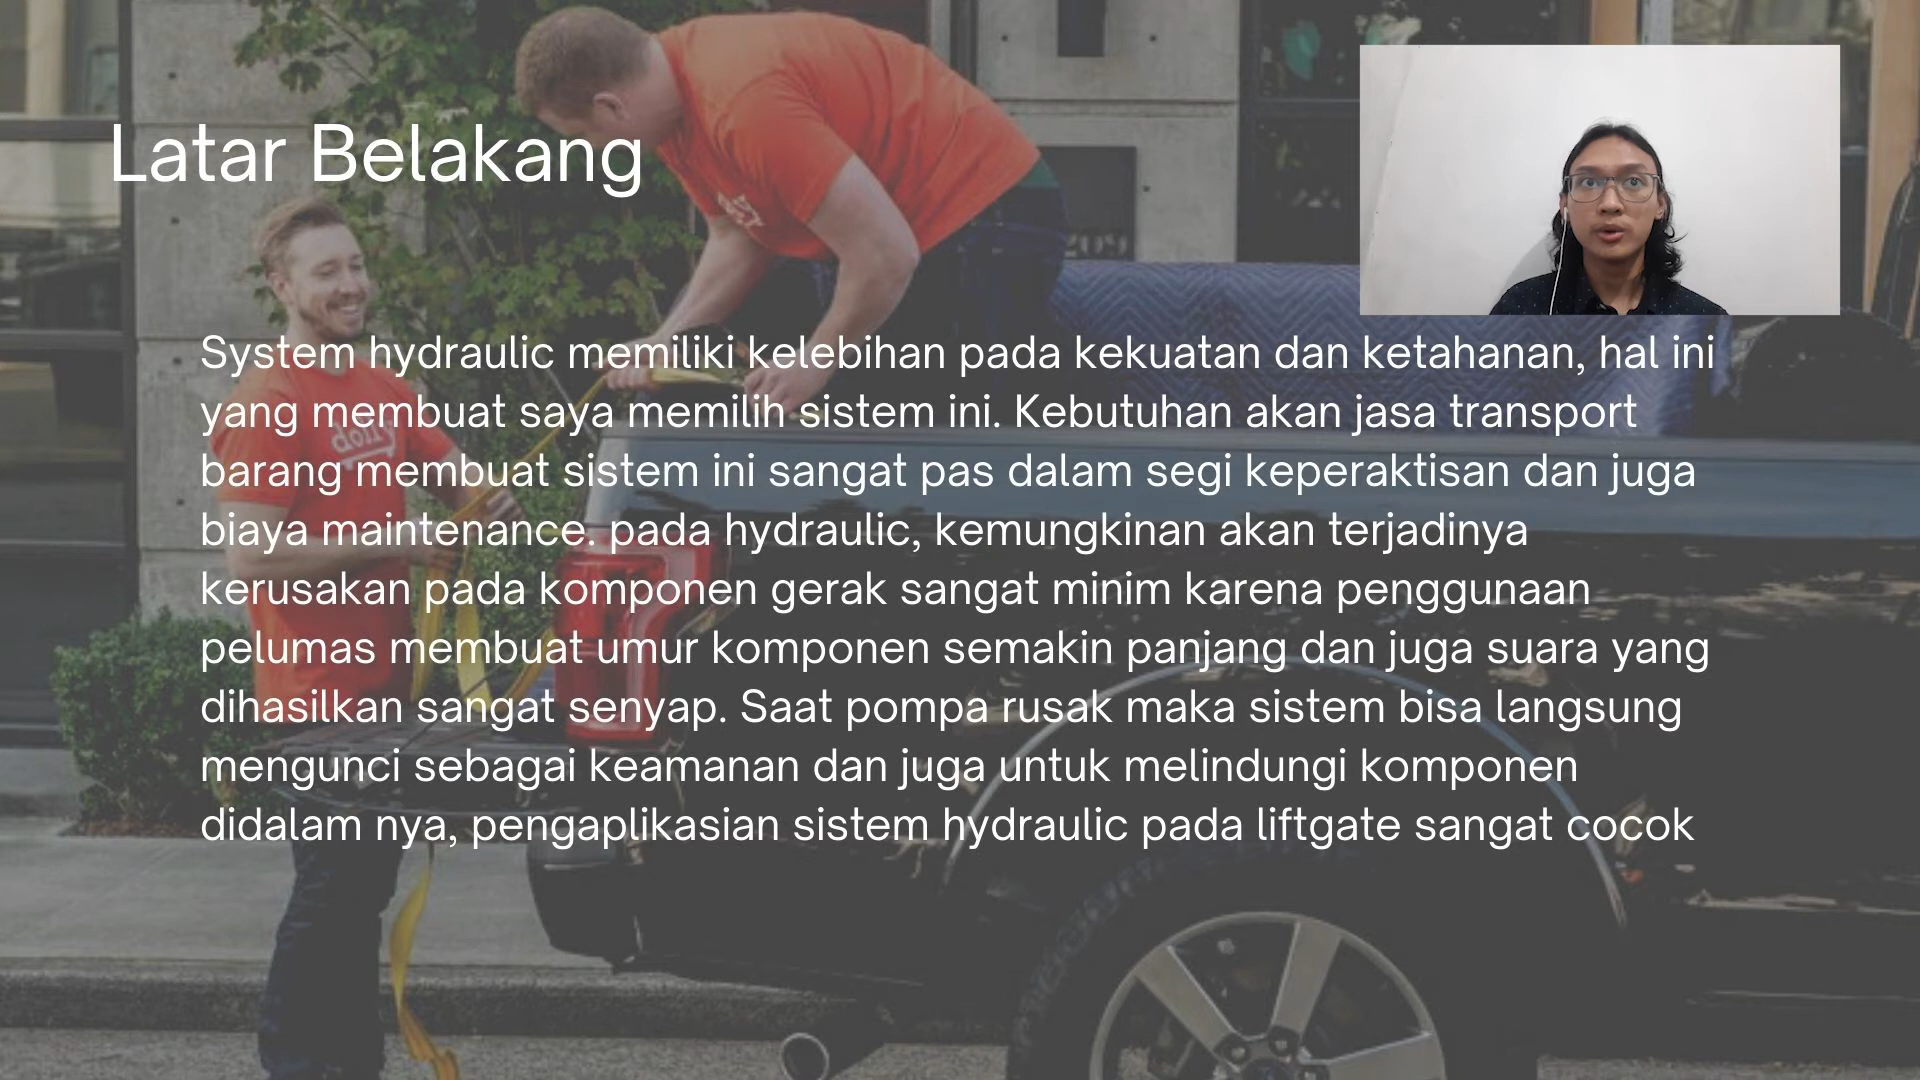 Latar Belakang
System hydraulic memiliki kelebihan pada kekuatan dan ketahanan, hal ini
yang membuat saya memilih sistem ini. Kebutuhan akan jasa transport
barang membuat sistem ini sangat pas dalam segi keperaktisan dan juga
biaya maintenance. pada hydraulic, kemungkinan akan terjadinya
kerusakan pada komponen gerak sangat minim karena penggunaan
pelumas membuat umur komponen semakin panjang dan juga suara yang
dihasilkan sangat senyap. Saat pompa rusak maka sistem bisa langsung
mengunci sebagai keamanan dan juga untuk melindungi komponen
didalam nya, pengaplikasian sistem hydraulic pada liftgate sangat cocok
dolly